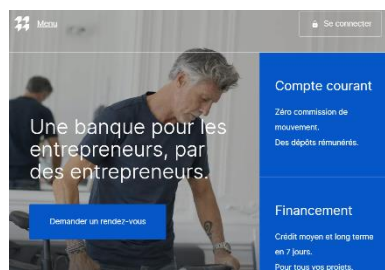 Menu
Se connecter
Une banque pour les
entrepreneurs, par
des entrepreneurs.
Demander un rendez-vous
Compte courant
Zéro commission de
mouvement.
Des dépôts rémunérés.
Financement
Crédit moyen et long terme
en 7 jours.
Pour tous vos projets.